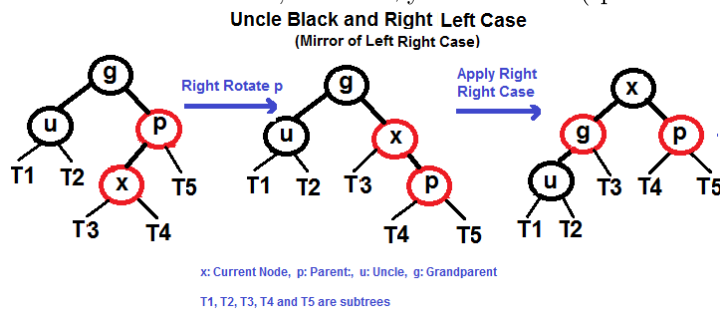 Uncle Black and Right Left Case
(Mirror of Left Right Case)
g
u
p
x
T1
T2
T5
T3
T4
Right Rotate p
g
u
x
p
T1
T2
T3
T4
T5
Apply Right
Right Case
x
g
p
u
T3
T4
T5
T1
T2
x: Current Node, p: Parent:, u: Uncle, g: Grandparent
T1, T2, T3, T4 and T5 are subtrees